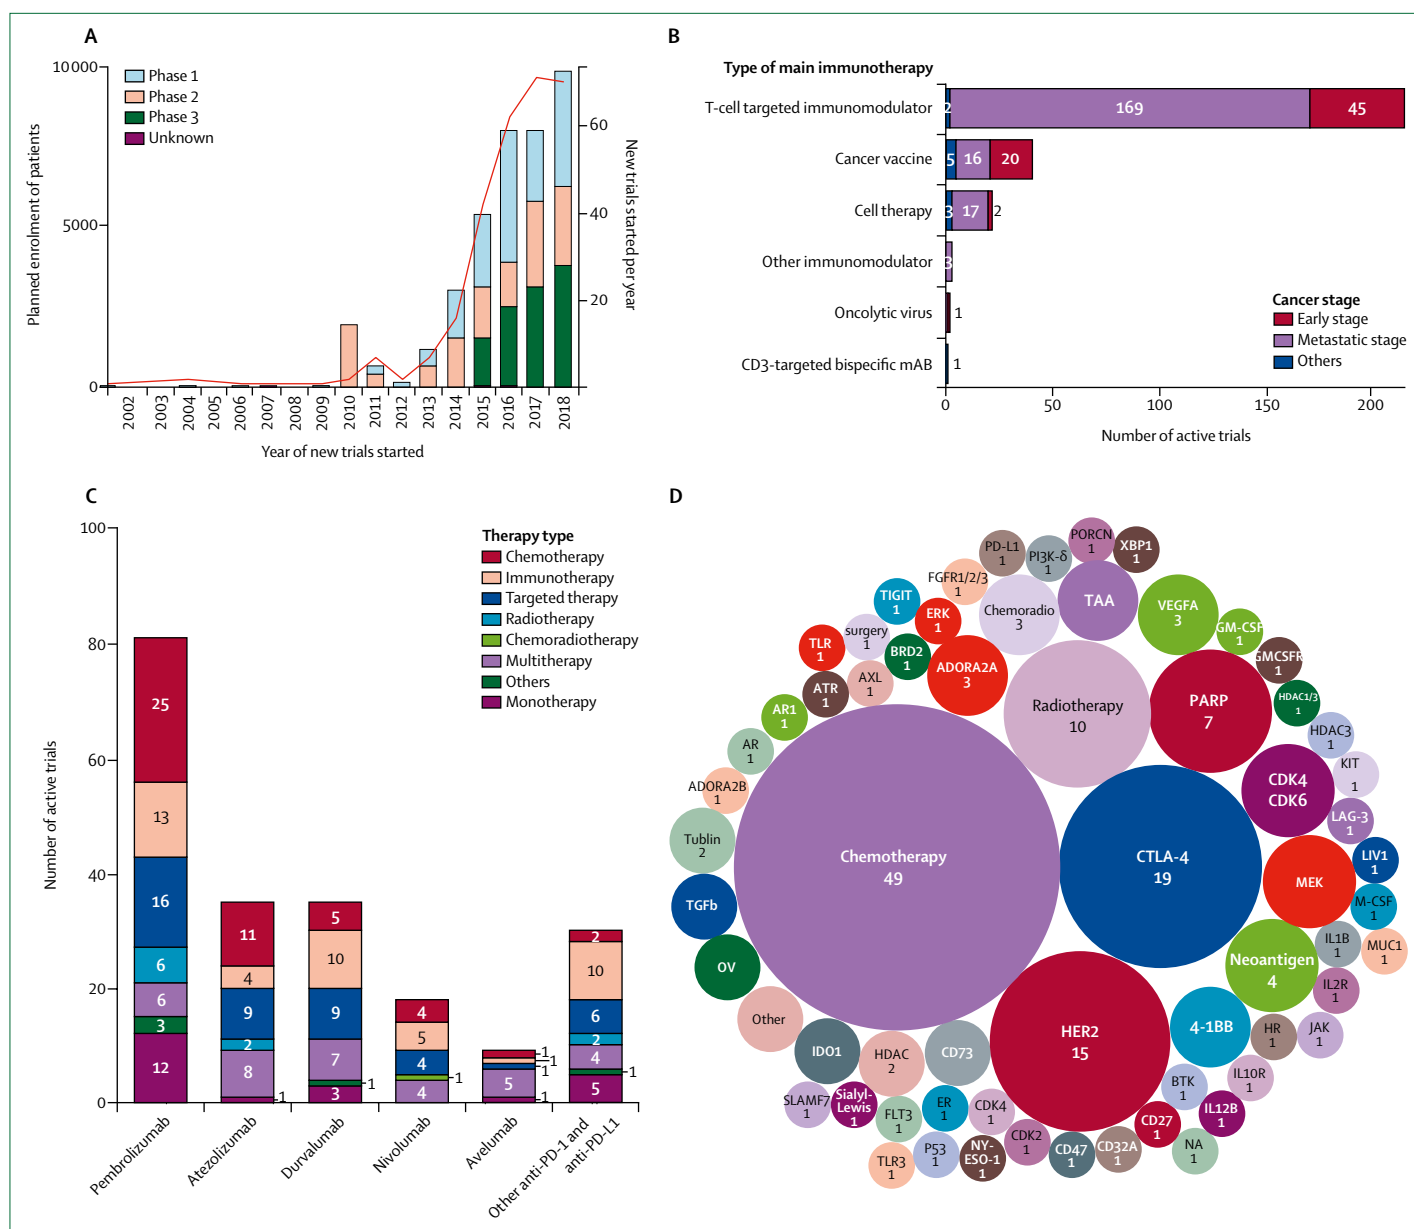 A
10 000
5000
0
Planned enrolment of patients
Phase 1
Phase 2
Phase 3
Unknown
60
40
20
New trials started per year
2002
2003
2004
2005
2006
2007
2008
2009
2010
2011
2012
2013
2014
2015
2016
2017
2018
Year of new trials started
B
Type of main immunotherapy
T-cell targeted immunomodulator
2
169
45
Cancer vaccine
5
16
20
Cell therapy
3
17
2
Other immunomodulator
3
Oncolytic virus
1
CD3-targeted bispecific mAB
1
Cancer stage
Early stage
Metastatic stage
Others
0
50
100
150
200
Number of active trials
C
100
80
60
40
20
0
Number of active trials
Therapy type
Chemotherapy
Immunotherapy
Targeted therapy
Radiotherapy
Chemoradiotherapy
Multitherapy
Others
Monotherapy
25
13
16
6
6
3
12
11
4
9
2
8
1
5
10
9
7
1
3
4
5
4
1
4
1
1
1
5
1
2
10
6
2
4
1
5
Pembrolizumab
Atezolizumab
Durvalumab
Nivolumab
Avelumab
Other anti-PD-1 and
anti-PD-L1
D
PORCN
1
XBP1
1
PD-L1
1
PI3K-δ
1
FGFR1/2/3
1
TAA
Chemoradio
3
VEGFA
3
TIGIT
1
ERK
1
GM-CSF
1
surgery
1
TLR
1
BRD2
1
GMCSFR
1
ADORA2A
3
AXL
1
ATR
1
Radiotherapy
10
PARP
7
HDAC1/3
1
AR1
1
HDAC3
1
AR
1
KIT
1
ADORA2B
1
CDK4
CDK6
LAG-3
1
Tublin
2
Chemotherapy
49
CTLA-4
19
LIV1
1
MEK
TGFb
M-CSF
1
IL1B
1
MUC1
1
OV
Neoantigen
4
IL2R
1
Other
HER2
15
4-1BB
HR
1
JAK
1
IDO1
HDAC
2
CD73
IL10R
1
BTK
1
SLAMF7
1
Sialyl-
Lewis
1
FLT3
1
ER
1
CDK4
1
IL12B
1
CD27
1
CDK2
1
TLR3
1
P53
1
NY-
ESO-1
1
CD47
1
CD32A
1
NA
1